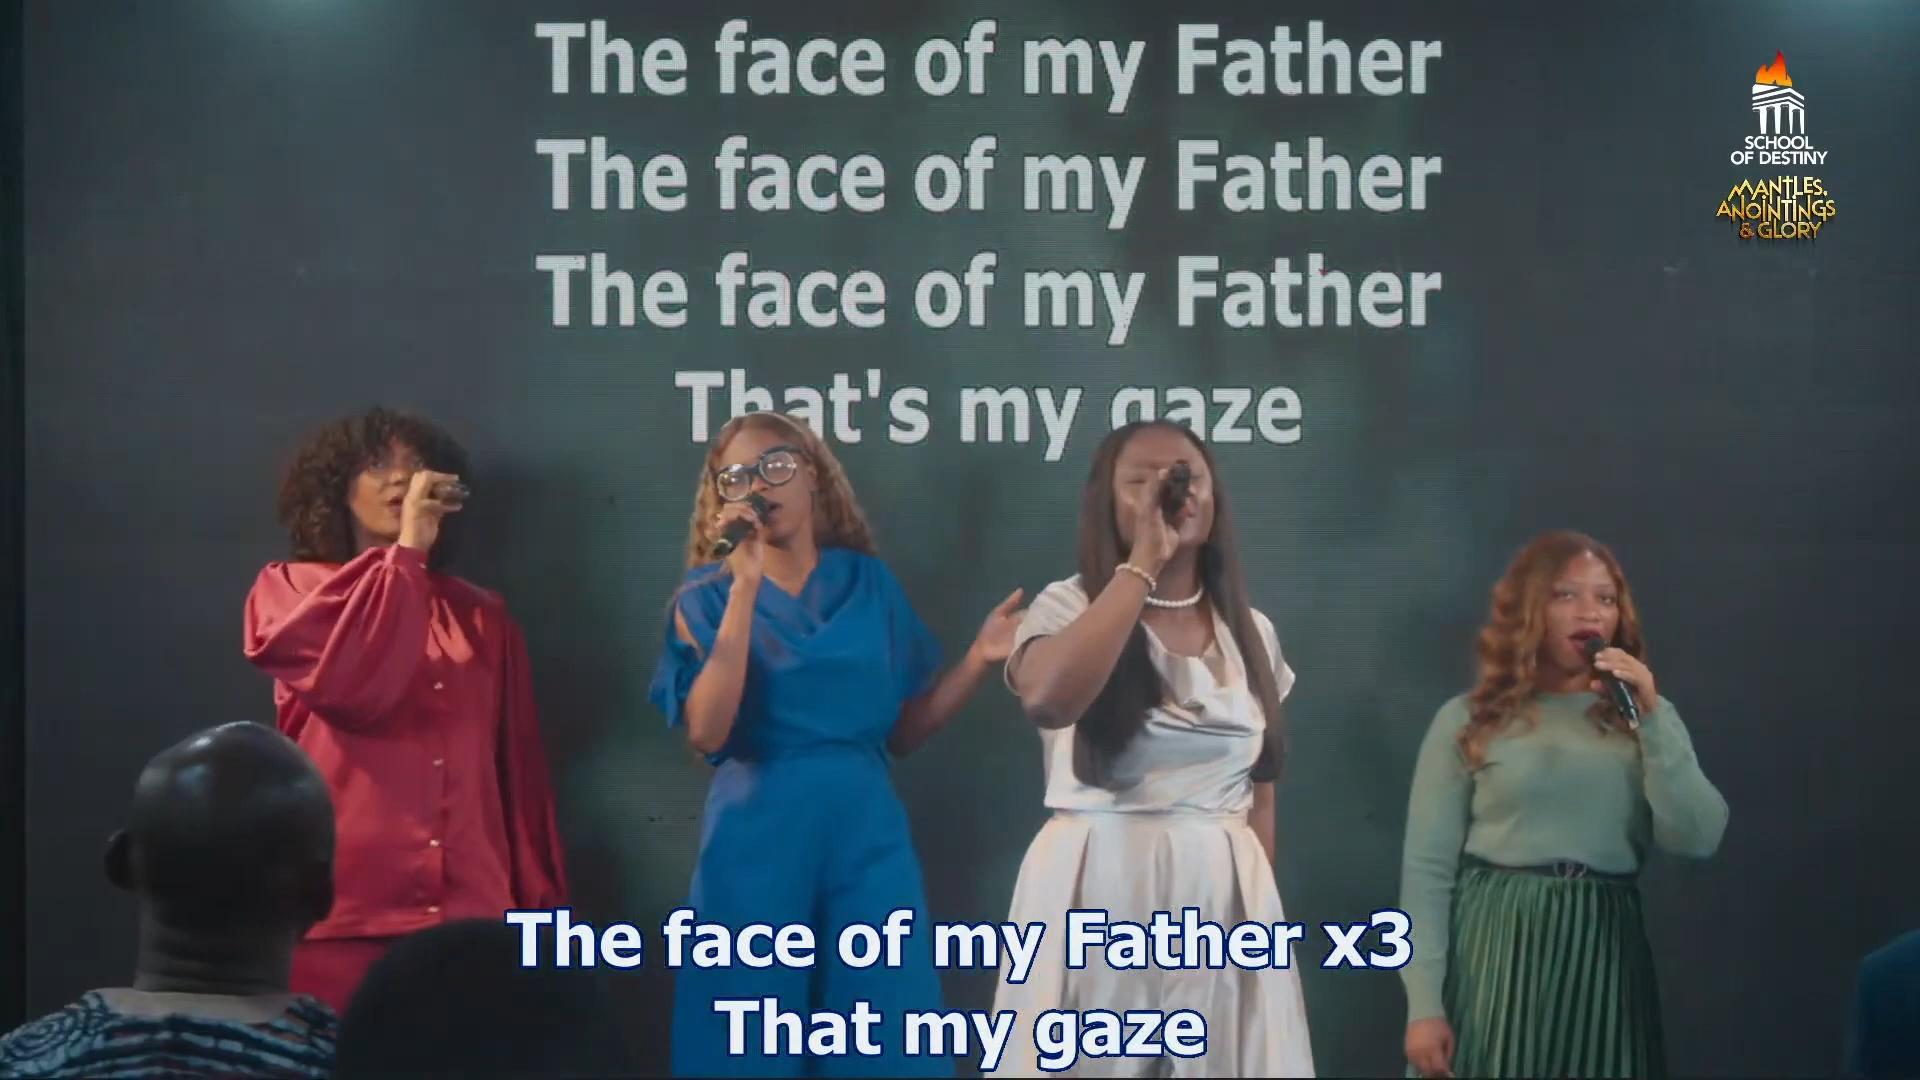 The face of my Father
The face of my Father
The face of my Father
That's my gaze
SCHOOL
OF DESTINY
MANTLES,
ANOINTINGS
& GLORY
The face of my Father x3
That my gaze